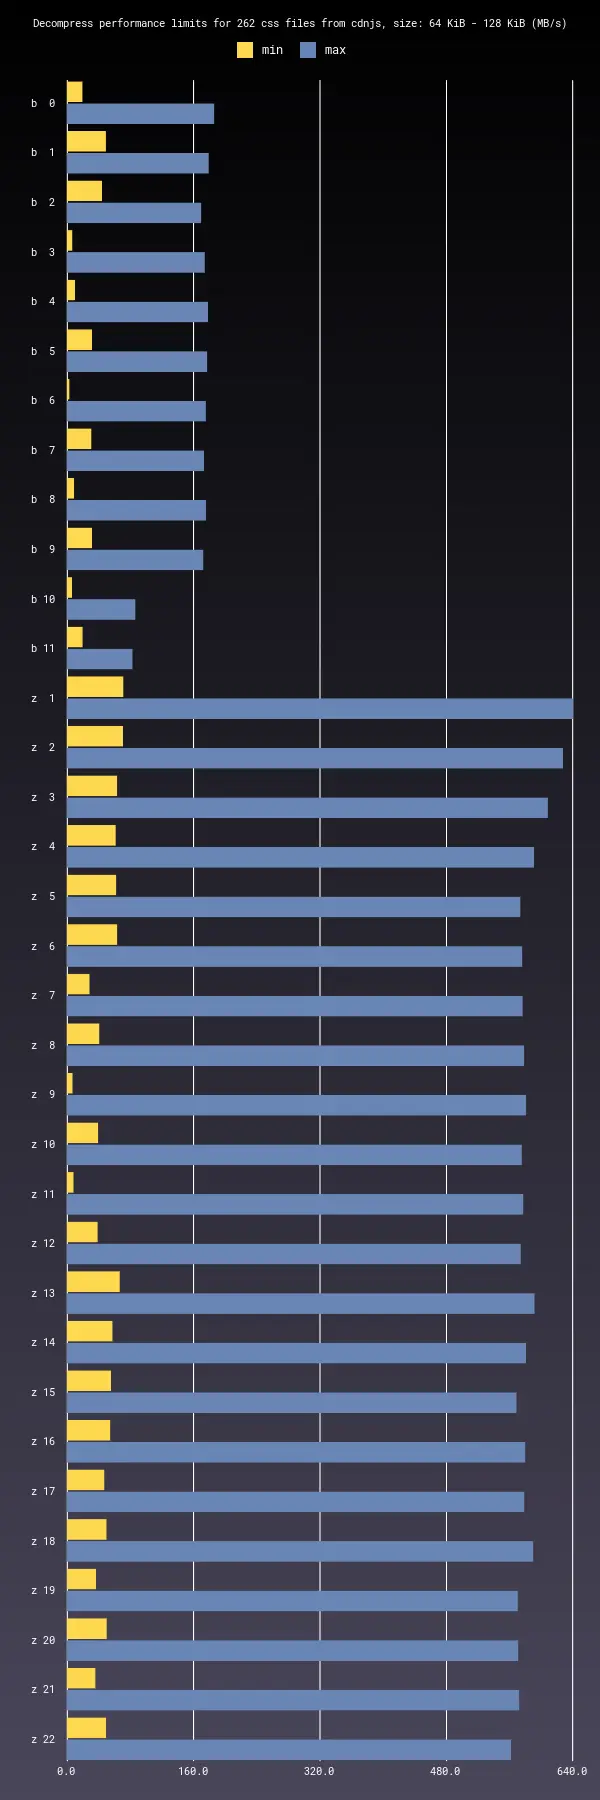 Decompress performance limits for 262 css files from cdnjs, size: 64 KiB - 128 KiB (MB/s)
min max
b 0
b 1
b 2
b 3
b 4
b 5
b 6
b 7
b 8
b 9
b 10
b 11
z 1
z 2
z 3
z 4
z 5
z 6
z 7
z 8
z 9
z 10
z 11
z 12
z 13
z 14
z 15
z 16
z 17
z 18
z 19
z 20
z 21
z 22
0.0 160.0 320.0 480.0 640.0